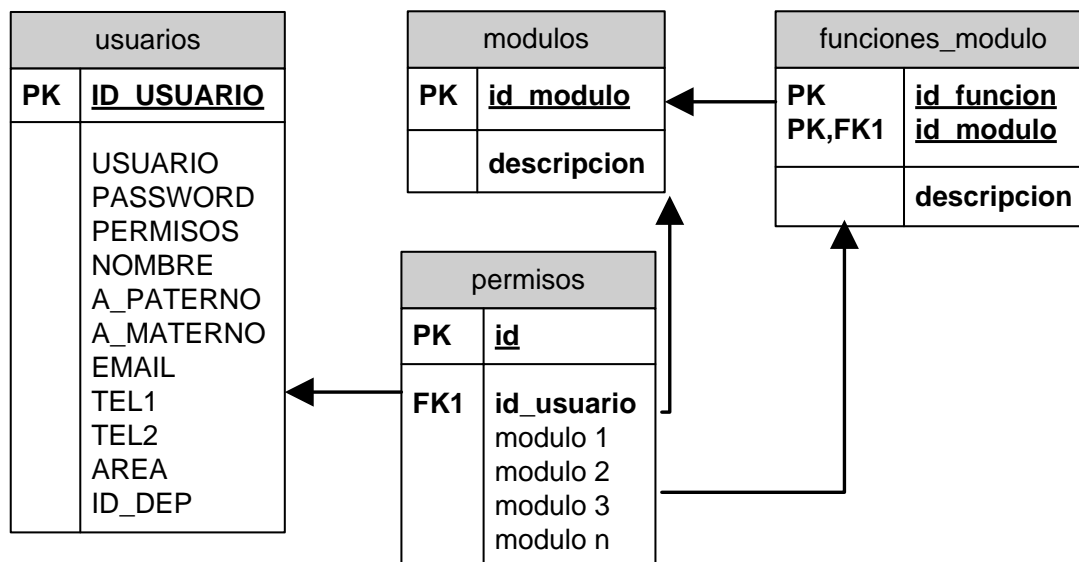 usuarios
PK ID_USUARIO
USUARIO
PASSWORD
PERMISOS
NOMBRE
A_PATERNO
A_MATERNO
EMAIL
TEL1
TEL2
AREA
ID_DEP
modulos
PK id_modulo
descripcion
funciones_modulo
PK id_funcion
PK,FK1 id_modulo
descripcion
permisos
PK id
FK1 id_usuario
modulo 1
modulo 2
modulo 3
modulo n